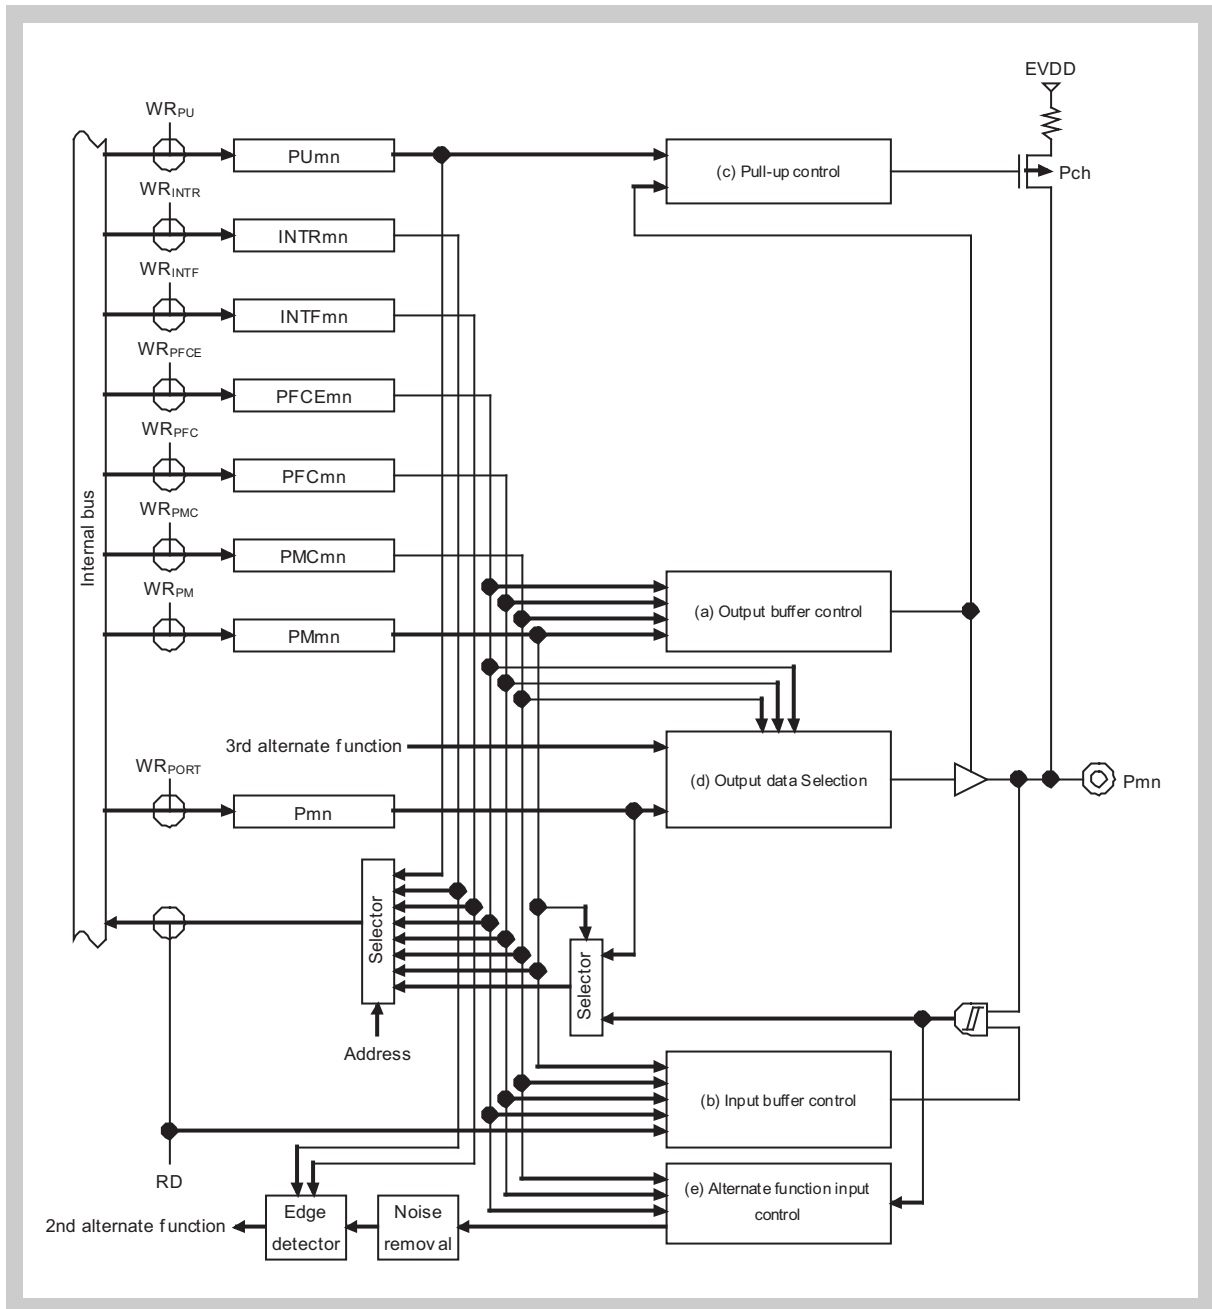 EVDD
WRPU
PUmn
(c) Pull-up control
Pch
WRINTR
INTRmn
WRINTF
INTFmn
WRPFCE
PFCEmn
WRPFC
PFCmn
Internal bus
WRPMC
PMCmn
WRPM
PMmn
(a) Output buffer control
3rd alternate function
WRPORT
Pmn
(d) Output data Selection
Pmn
Selector
Selector
Address
(b) Input buffer control
RD
(e) Alternate function input
control
2nd alternate function
Edge
detector
Noise
removal